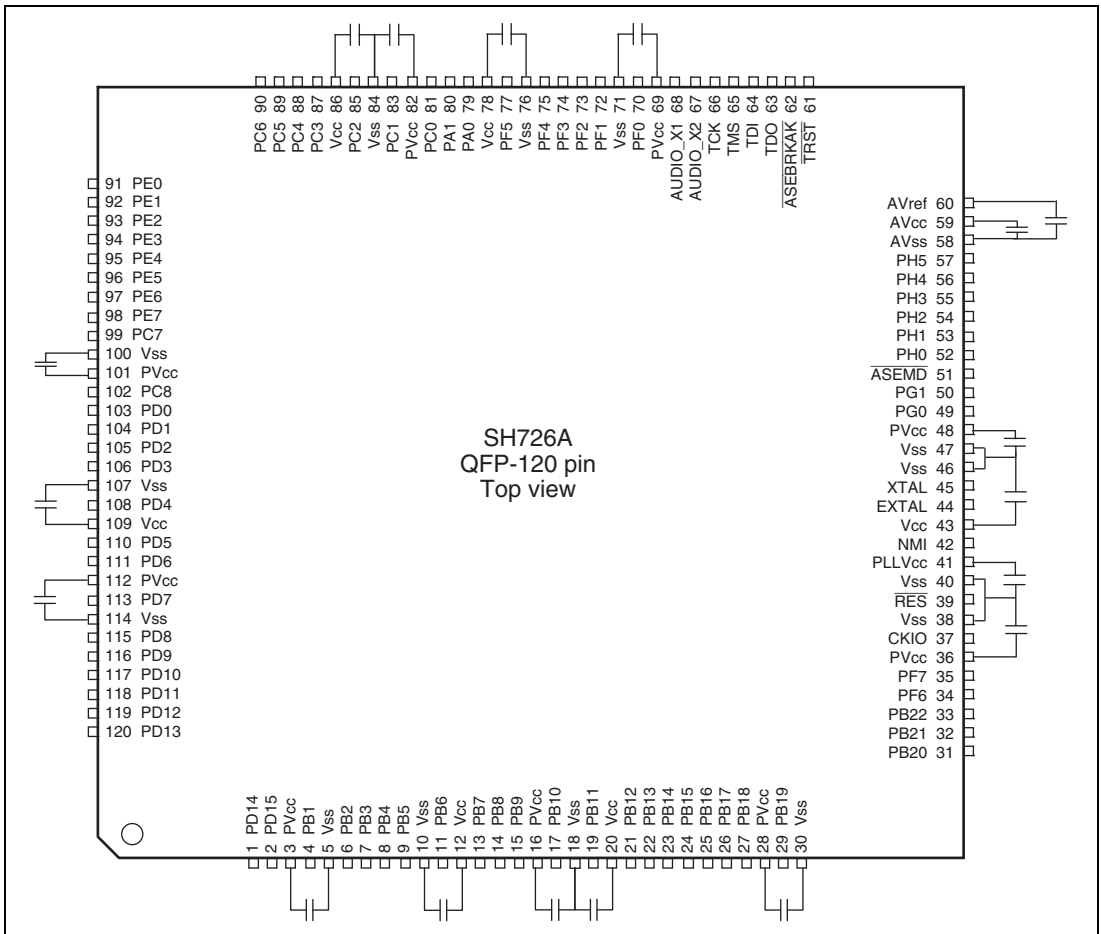 PC6 90
PC5 89
PC4 88
PC3 87
Vcc 86
PC2 85
Vss 84
PC1 83
PVcc 82
PC0 81
PA1 80
PA0 79
Vcc 78
PF5 77
Vss 76
PF4 75
PF3 74
PF2 73
PF1 72
Vss 71
PF0 70
PVcc 69
AUDIO_X1 68
AUDIO_X2 67
TCK 66
TMS 65
TDI 64
TDO 63
ASEBRKAK 62
TRST 61
91 PE0
92 PE1
93 PE2
94 PE3
95 PE4
96 PE5
97 PE6
98 PE7
99 PC7
100 Vss
101 PVcc
102 PC8
103 PD0
104 PD1
105 PD2
106 PD3
107 Vss
108 PD4
109 Vcc
110 PD5
111 PD6
112 PVcc
113 PD7
114 Vss
115 PD8
116 PD9
117 PD10
118 PD11
119 PD12
120 PD13
SH726A
QFP-120 pin
Top view
AVref 60
AVcc 59
AVss 58
PH5 57
PH4 56
PH3 55
PH2 54
PH1 53
PH0 52
ASEMD 51
PG1 50
PG0 49
PVcc 48
Vss 47
Vss 46
XTAL 45
EXTAL 44
Vcc 43
NMI 42
PLLVcc 41
Vss 40
RES 39
Vss 38
CKIO 37
PVcc 36
PF7 35
PF6 34
PB22 33
PB21 32
PB20 31
1 PD14
2 PD15
3 PVcc
4 PB1
5 Vss
6 PB2
7 PB3
8 PB4
9 PB5
10 Vss
11 PB6
12 Vcc
13 PB7
14 PB8
15 PB9
16 PVcc
17 PB10
18 Vss
19 PB11
20 Vcc
21 PB12
22 PB13
23 PB14
24 PB15
25 PB16
26 PB17
27 PB18
28 PVcc
29 PB19
30 Vss